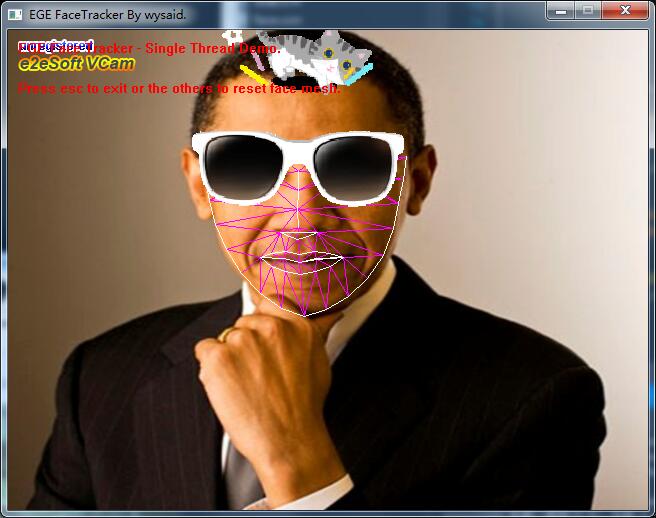 EGE FaceTracker By wysaid.
unregistered
Tracker - Single Thread Demo.
e2eSoft VCam
Press esc to exit or the others to reset face mesh.